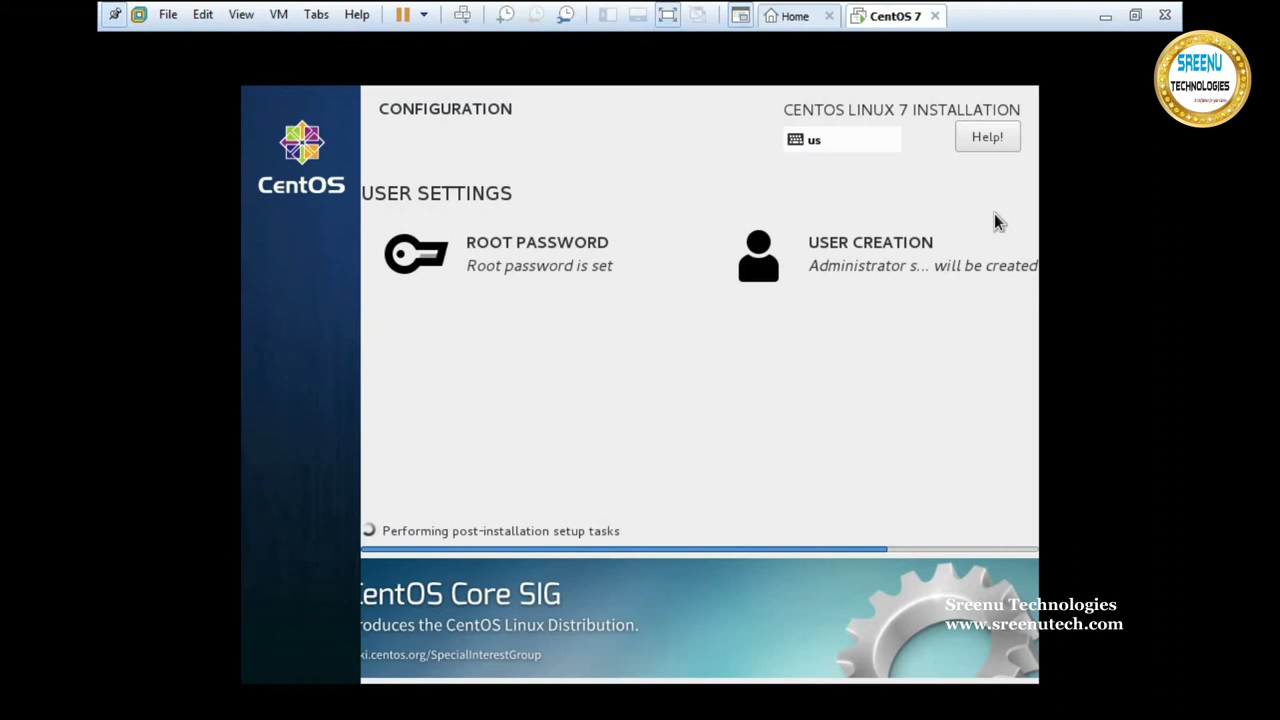 File Edit View VM Tabs Help Home CentOS 7
SREENU
TECHNOLOGIES
CONFIGURATION
CENTOS LINUX 7 INSTALLATION
us
Help!
CentOS
USER SETTINGS
ROOT PASSWORD
Root password is set
USER CREATION
Administrator s... will be created
Performing post-installation setup tasks
entOS Core SIG
roduces the CentOS Linux Distribution.
ki.centos.org/SpecialInterestGroup
Sreenu Technologies
www.sreenutech.com